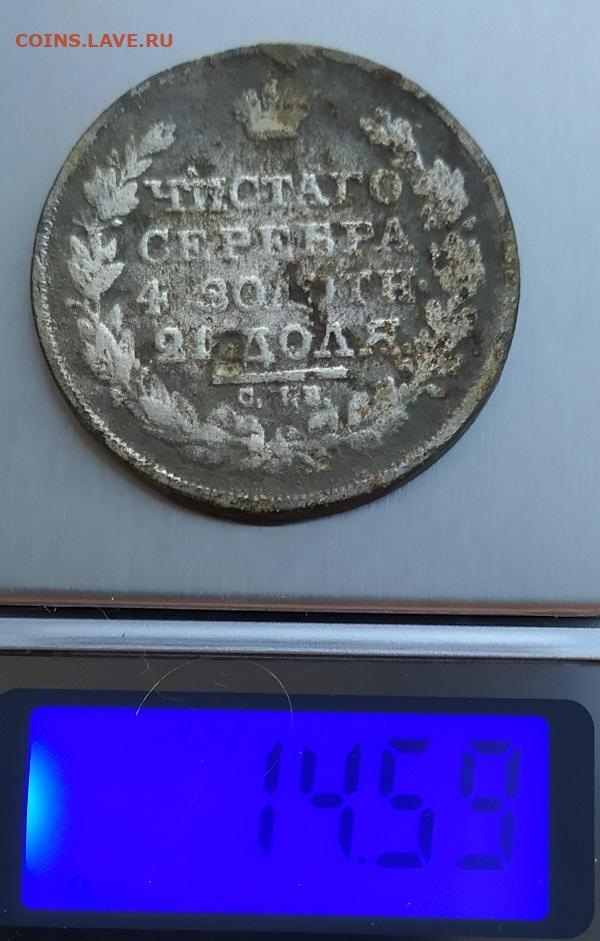 COINS.LAVE.RU
ЧИСТАГО
СЕРЕБРА
4 ЗОЛОТН.
21 ДОЛЯ.
С.П.Б.
14.59